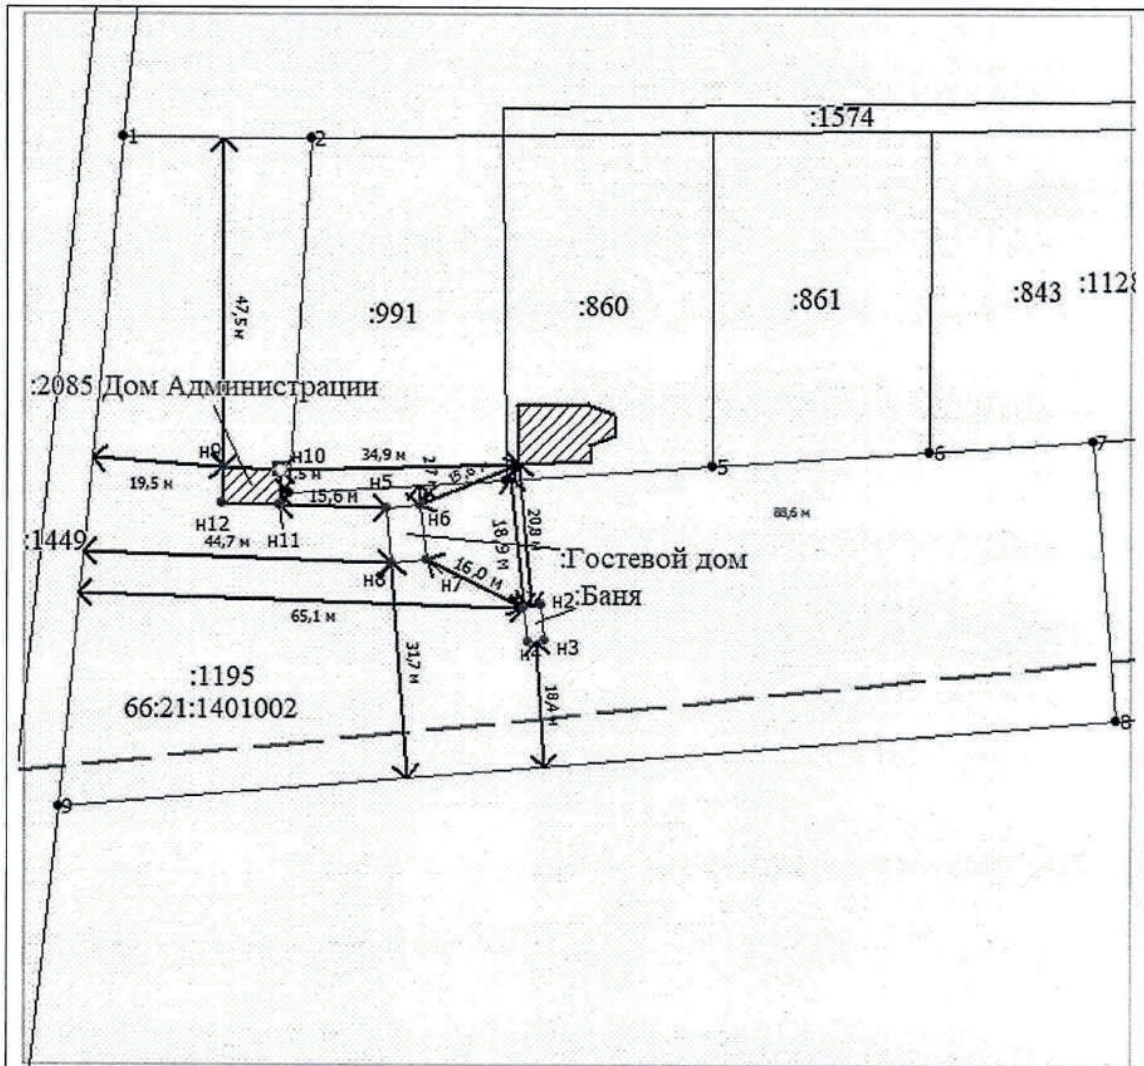 :1574
1
2
47,5 м
:991
:860
:861
:843
:1128
:2085 Дом Администрации
н9
н10
34,9 м
2,7 м
5
6
7
19,5 м
15,6 м
н5
н6
н12
н11
18,9 м
20,8 м
88,6 м
:1449
44,7 м
н8
н7
16,0 м
:Гостевой дом
н2
:Баня
65,1 м
н4
н3
31,7 м
18,4 м
:1195
66:21:1401002
8
9